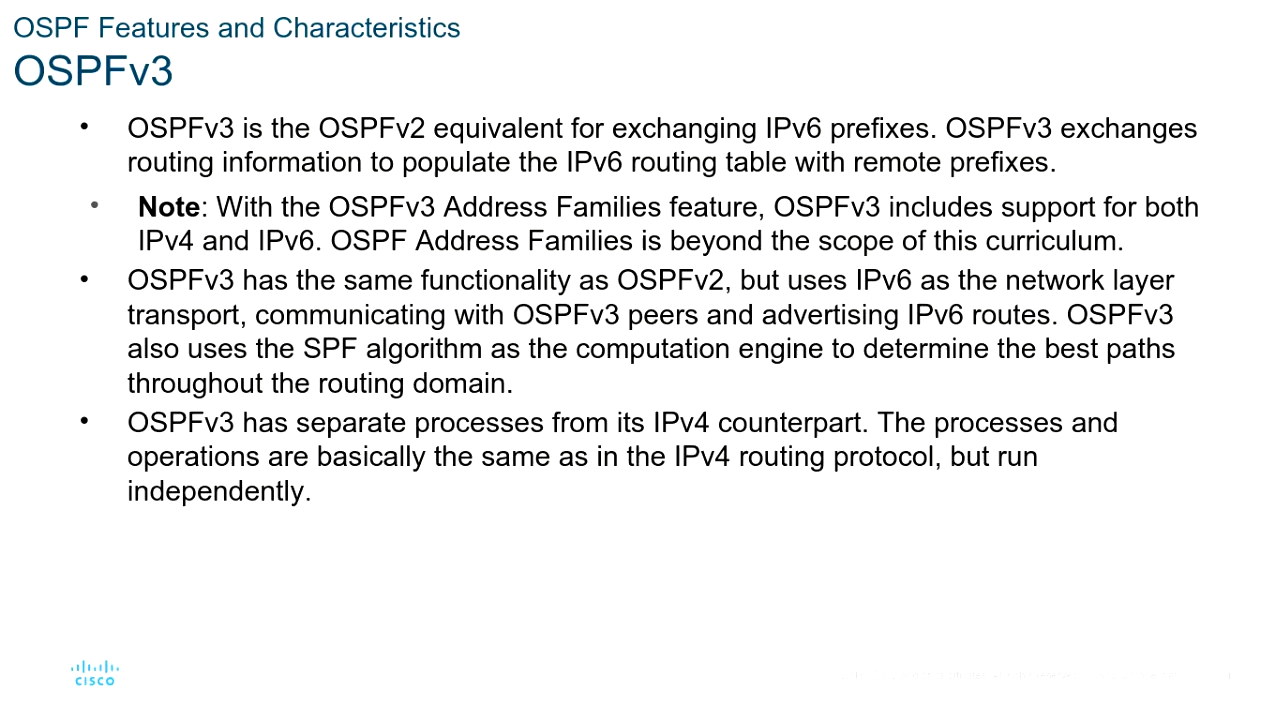 OSPF Features and Characteristics
OSPFv3
• OSPFv3 is the OSPFv2 equivalent for exchanging IPv6 prefixes. OSPFv3 exchanges
routing information to populate the IPv6 routing table with remote prefixes.
• Note: With the OSPFv3 Address Families feature, OSPFv3 includes support for both
IPv4 and IPv6. OSPF Address Families is beyond the scope of this curriculum.
• OSPFv3 has the same functionality as OSPFv2, but uses IPv6 as the network layer
transport, communicating with OSPFv3 peers and advertising IPv6 routes. OSPFv3
also uses the SPF algorithm as the computation engine to determine the best paths
throughout the routing domain.
• OSPFv3 has separate processes from its IPv4 counterpart. The processes and
operations are basically the same as in the IPv4 routing protocol, but run
independently.
CISCO